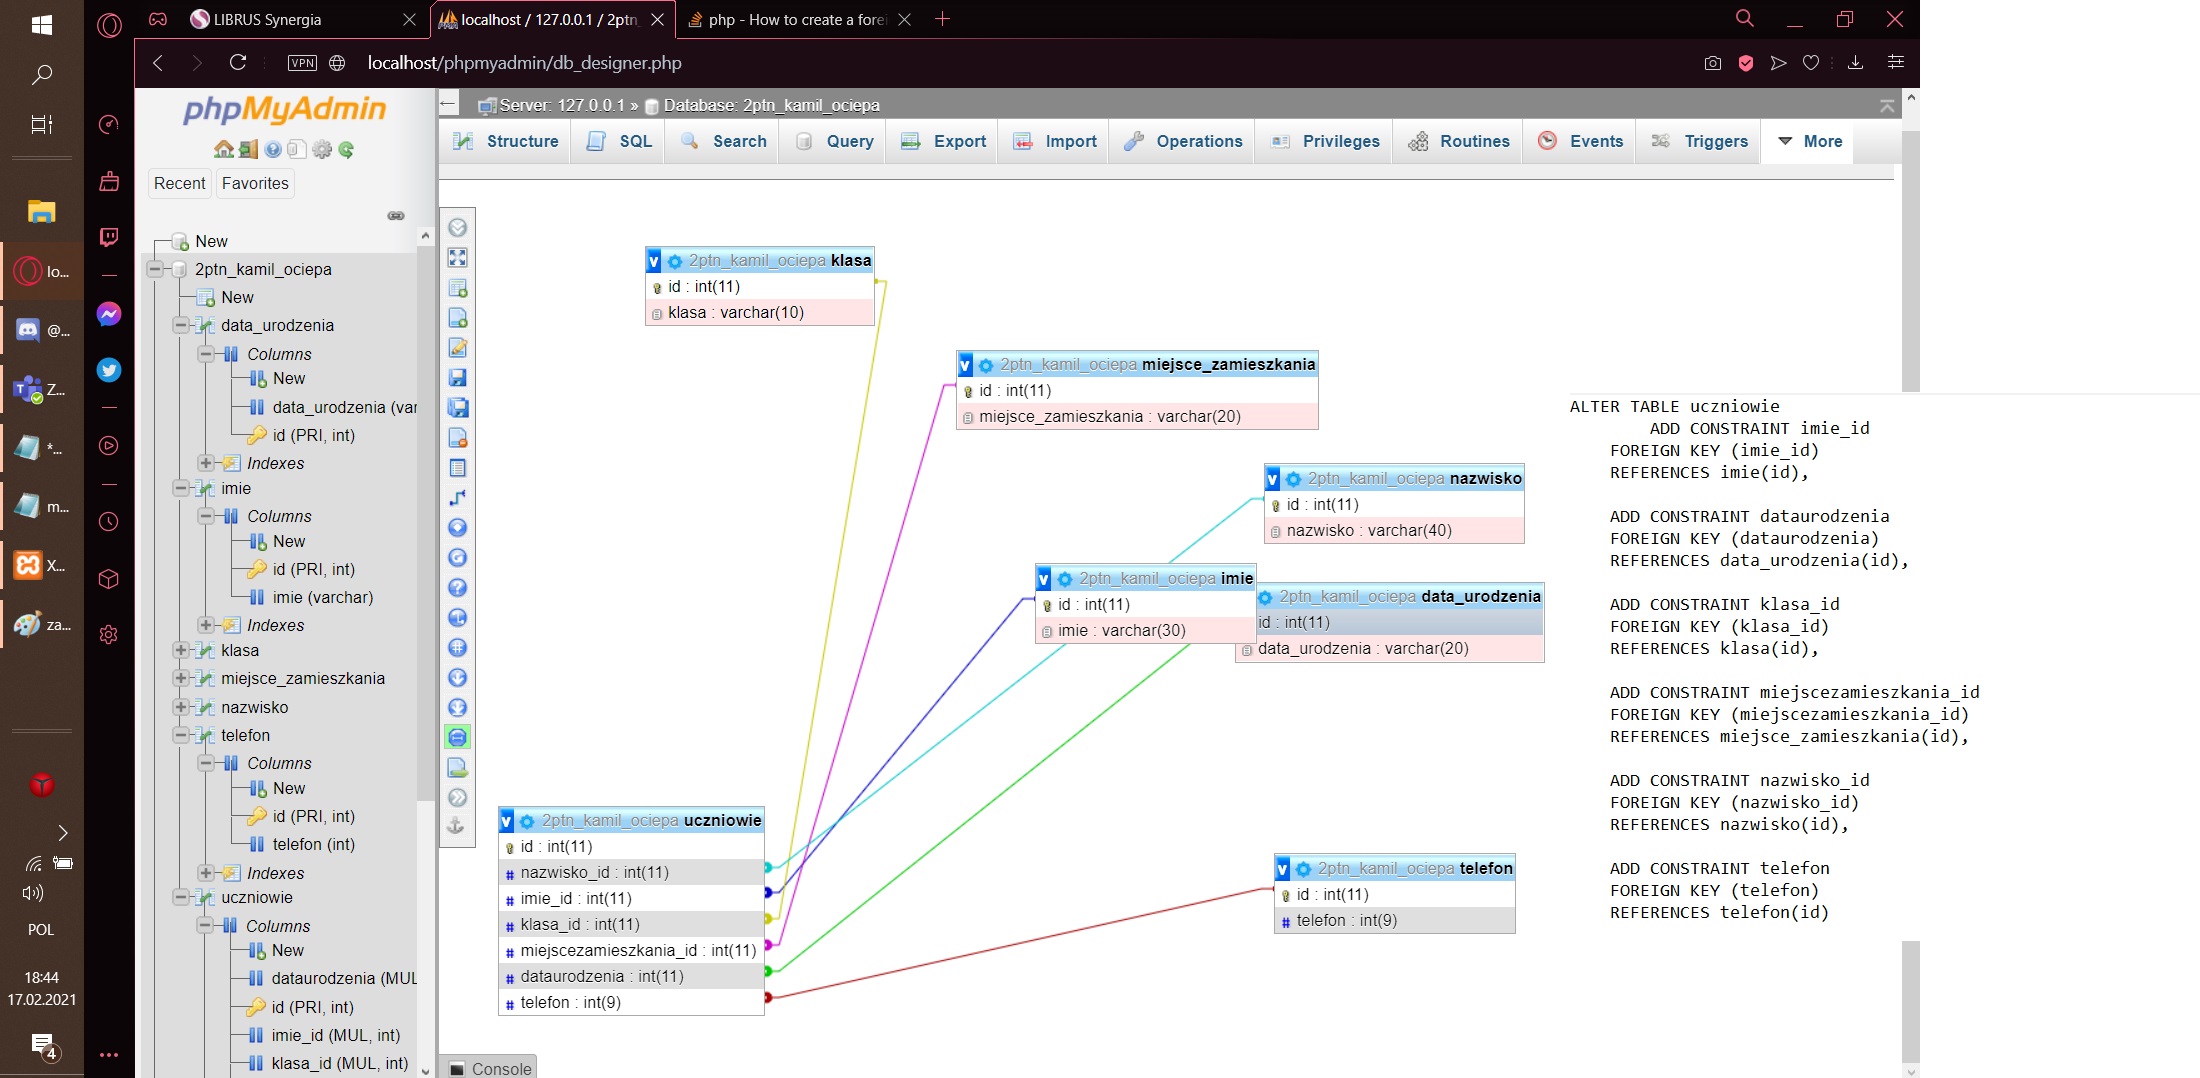 LIBRUS Synergia
localhost / 127.0.0.1 / 2ptn_
php - How to create a forei
VPN
localhost/phpmyadmin/db_designer.php
phpMyAdmin
Recent
Favorites
New
2ptn_kamil_ociepa
New
data_urodzenia
Columns
New
data_urodzenia (var
id (PRI, int)
Indexes
imie
Columns
New
id (PRI, int)
imie (varchar)
Indexes
klasa
miejsce_zamieszkania
nazwisko
telefon
Columns
New
id (PRI, int)
telefon (int)
Indexes
uczniowie
Columns
New
dataurodzenia (MUL
id (PRI, int)
imie_id (MUL, int)
klasa_id (MUL, int)
lo...
@...
Z...
*...
m...
X...
za...
POL
18:44
17.02.2021
4
Server: 127.0.0.1 » Database: 2ptn_kamil_ociepa
Structure
SQL
Search
Query
Export
Import
Operations
Privileges
Routines
Events
Triggers
More
v 2ptn_kamil_ociepa klasa
id : int(11)
klasa : varchar(10)
v 2ptn_kamil_ociepa miejsce_zamieszkania
id : int(11)
miejsce_zamieszkania : varchar(20)
v 2ptn_kamil_ociepa nazwisko
id : int(11)
nazwisko : varchar(40)
v 2ptn_kamil_ociepa imie
id : int(11)
imie : varchar(30)
2ptn_kamil_ociepa data_urodzenia
id : int(11)
data_urodzenia : varchar(20)
v 2ptn_kamil_ociepa uczniowie
id : int(11)
# nazwisko_id : int(11)
# imie_id : int(11)
# klasa_id : int(11)
# miejscezamieszkania_id : int(11)
# dataurodzenia : int(11)
# telefon : int(9)
v 2ptn_kamil_ociepa telefon
id : int(11)
# telefon : int(9)
Console
ALTER TABLE uczniowie
ADD CONSTRAINT imie_id
FOREIGN KEY (imie_id)
REFERENCES imie(id),
ADD CONSTRAINT dataurodzenia
FOREIGN KEY (dataurodzenia)
REFERENCES data_urodzenia(id),
ADD CONSTRAINT klasa_id
FOREIGN KEY (klasa_id)
REFERENCES klasa(id),
ADD CONSTRAINT miejscezamieszkania_id
FOREIGN KEY (miejscezamieszkania_id)
REFERENCES miejsce_zamieszkania(id),
ADD CONSTRAINT nazwisko_id
FOREIGN KEY (nazwisko_id)
REFERENCES nazwisko(id),
ADD CONSTRAINT telefon
FOREIGN KEY (telefon)
REFERENCES telefon(id)